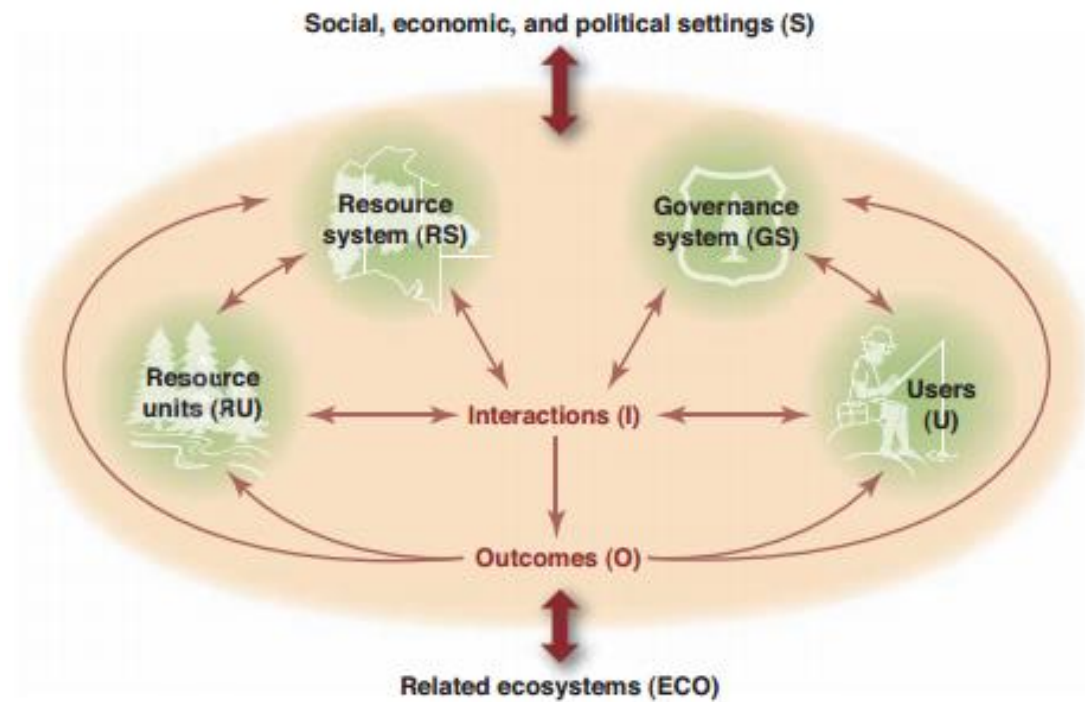 Social, economic, and political settings (S)
Resource
system (RS)
Governance
system (GS)
Resource
units (RU)
Interactions (I)
Users
(U)
Outcomes (O)
Related ecosystems (ECO)